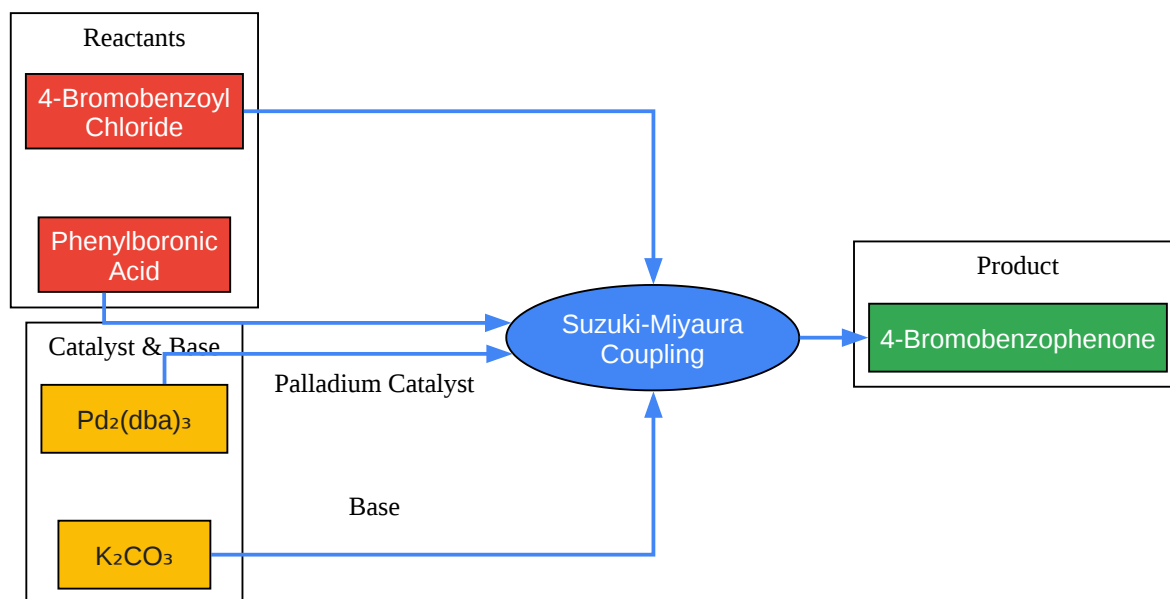 Reactants
4-Bromobenzoyl
Chloride
Phenylboronic
Acid
Catalyst & Base
Pd₂(dba)₃
K₂CO₃
Palladium Catalyst
Base
Suzuki-Miyaura
Coupling
Product
4-Bromobenzophenone